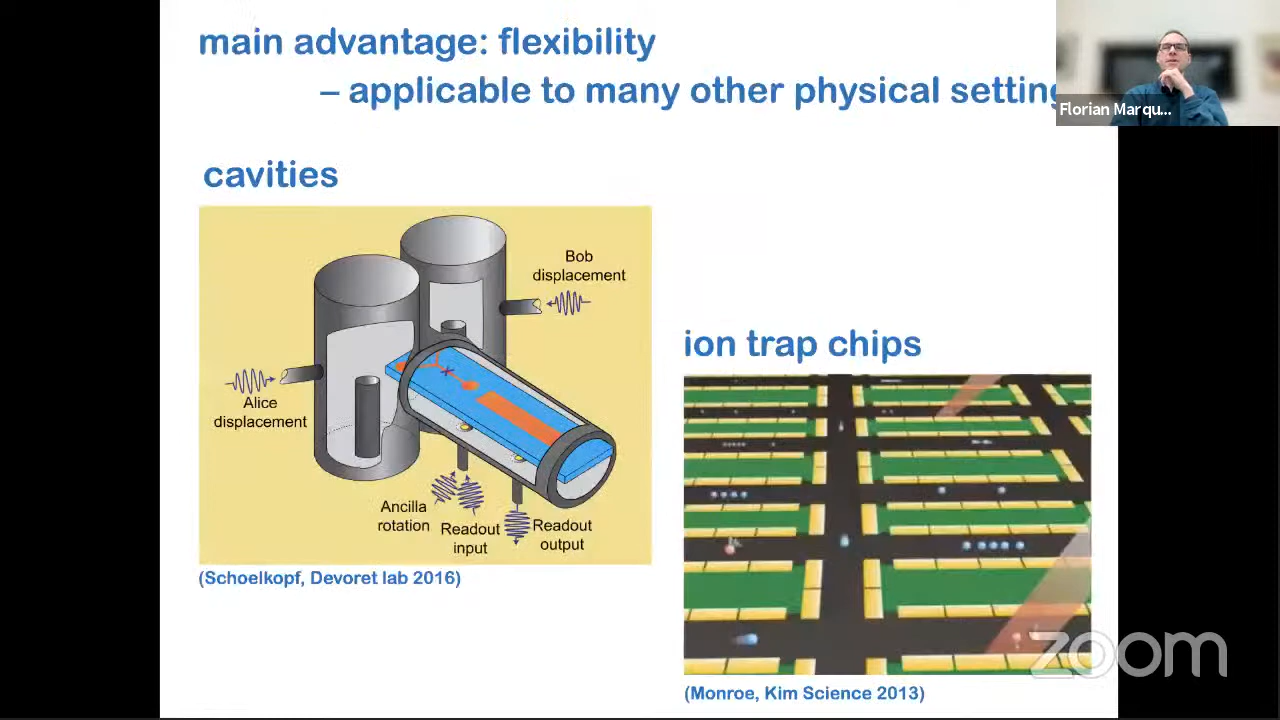 main advantage: flexibility
– applicable to many other physical setting
Florian Marqu...
cavities
Bob
displacement
Alice
displacement
Ancilla
rotation
Readout
input
Readout
output
(Schoelkopf, Devoret lab 2016)
ion trap chips
zoom
(Monroe, Kim Science 2013)